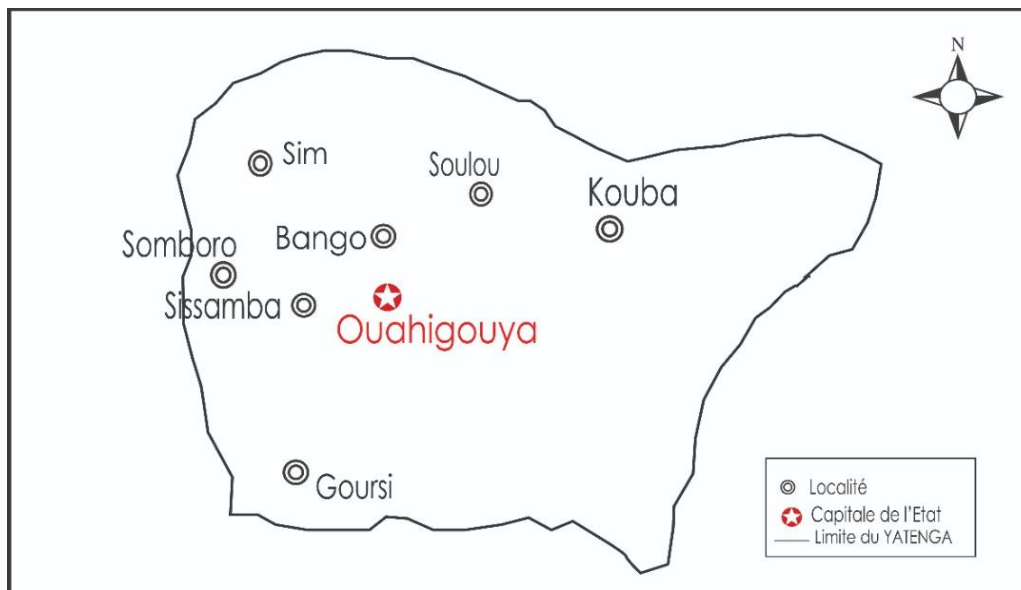 N
Sim
Soulou
Kouba
Bango
Somboro
Sissamba
Ouahigouya
Goursi
Localité
Capitale de l'Etat
Limite du YATENGA